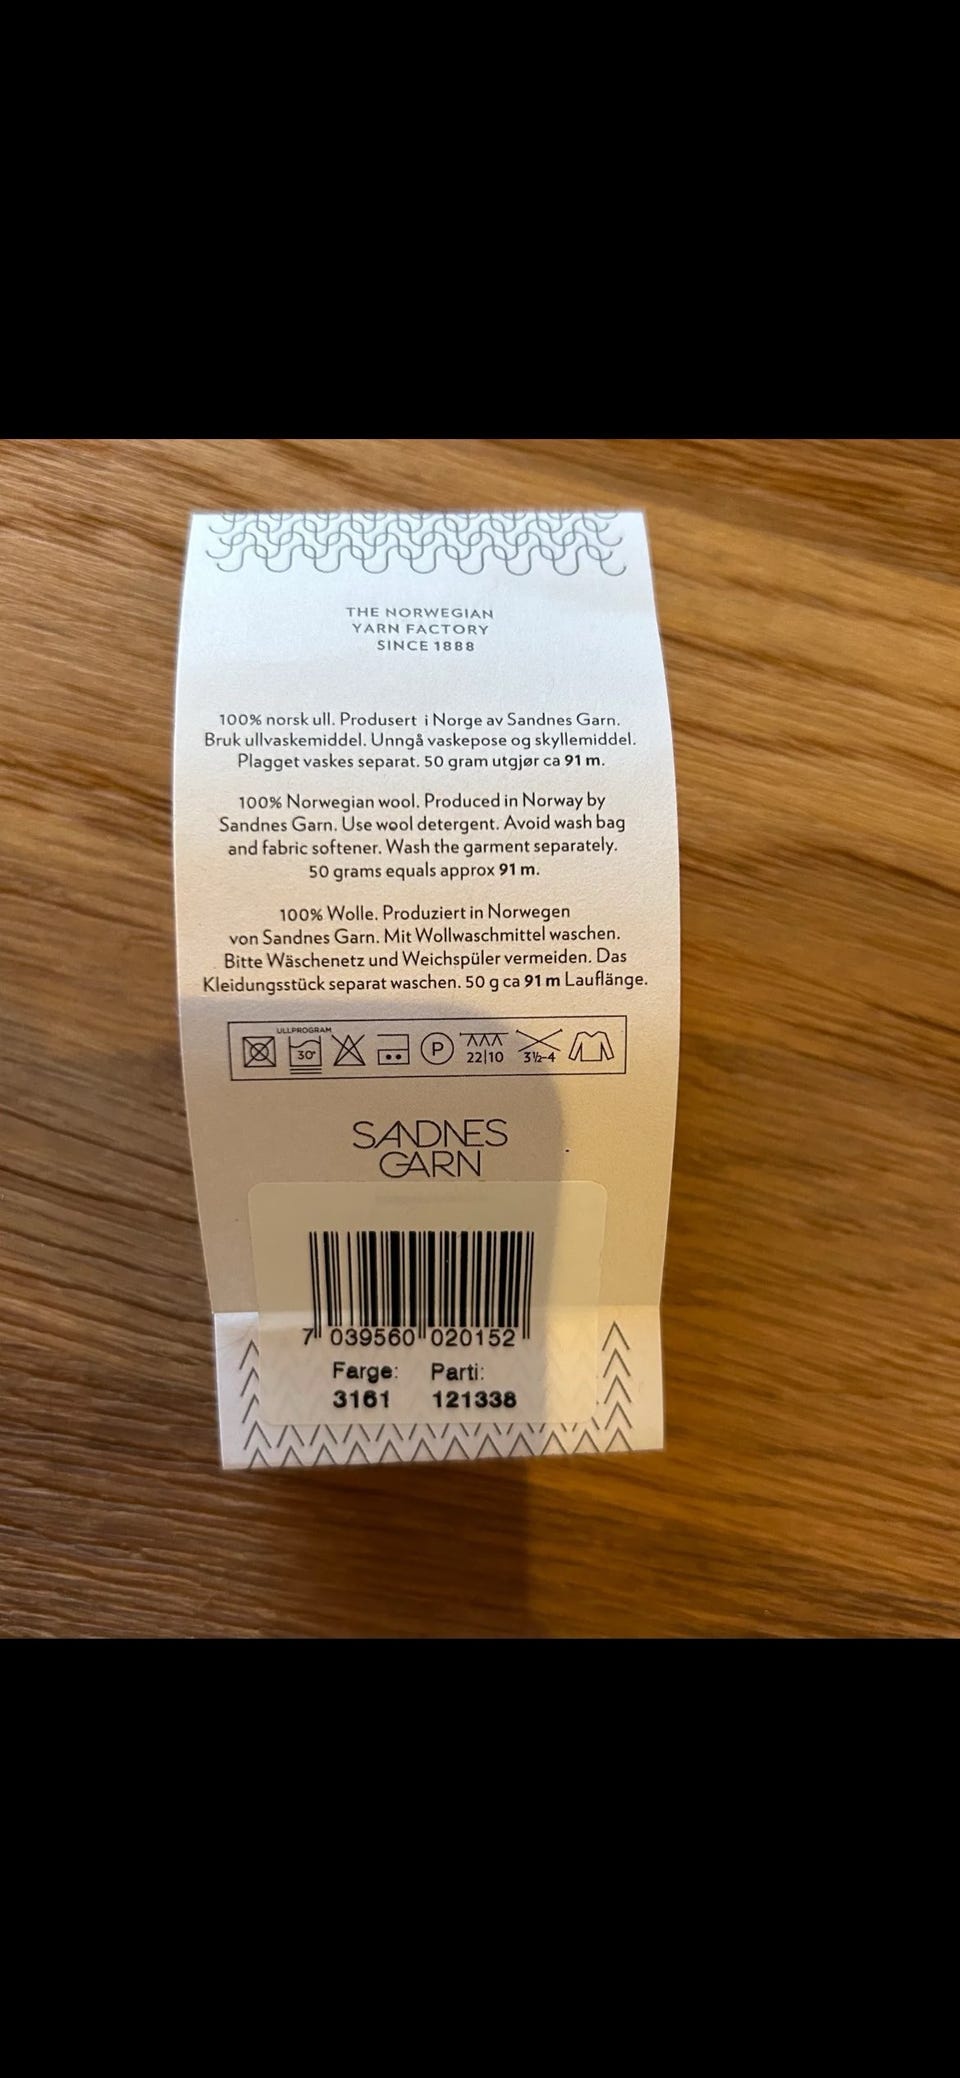 THE NORWEGIAN
YARN FACTORY
SINCE 1888
100% norsk ull. Produsert i Norge av Sandnes Garn.
Bruk ullvaskemiddel. Unngå vaskepose og skyllemiddel.
Plagget vaskes separat. 50 gram utgjør ca 91 m.
100% Norwegian wool. Produced in Norway by
Sandnes Garn. Use wool detergent. Avoid wash bag
and fabric softener. Wash the garment separately.
50 grams equals approx 91 m.
100% Wolle. Produziert in Norwegen
von Sandnes Garn. Mit Wollwaschmittel waschen.
Bitte Wäschenetz und Weichspüler vermeiden. Das
Kleidungsstück separat waschen. 50 g ca 91 m Lauflänge.
ULLPROGRAM
30° P 22|10 3½-4
SANDNES
GARN
7 039560 020152
Farge: Parti:
3161 121338